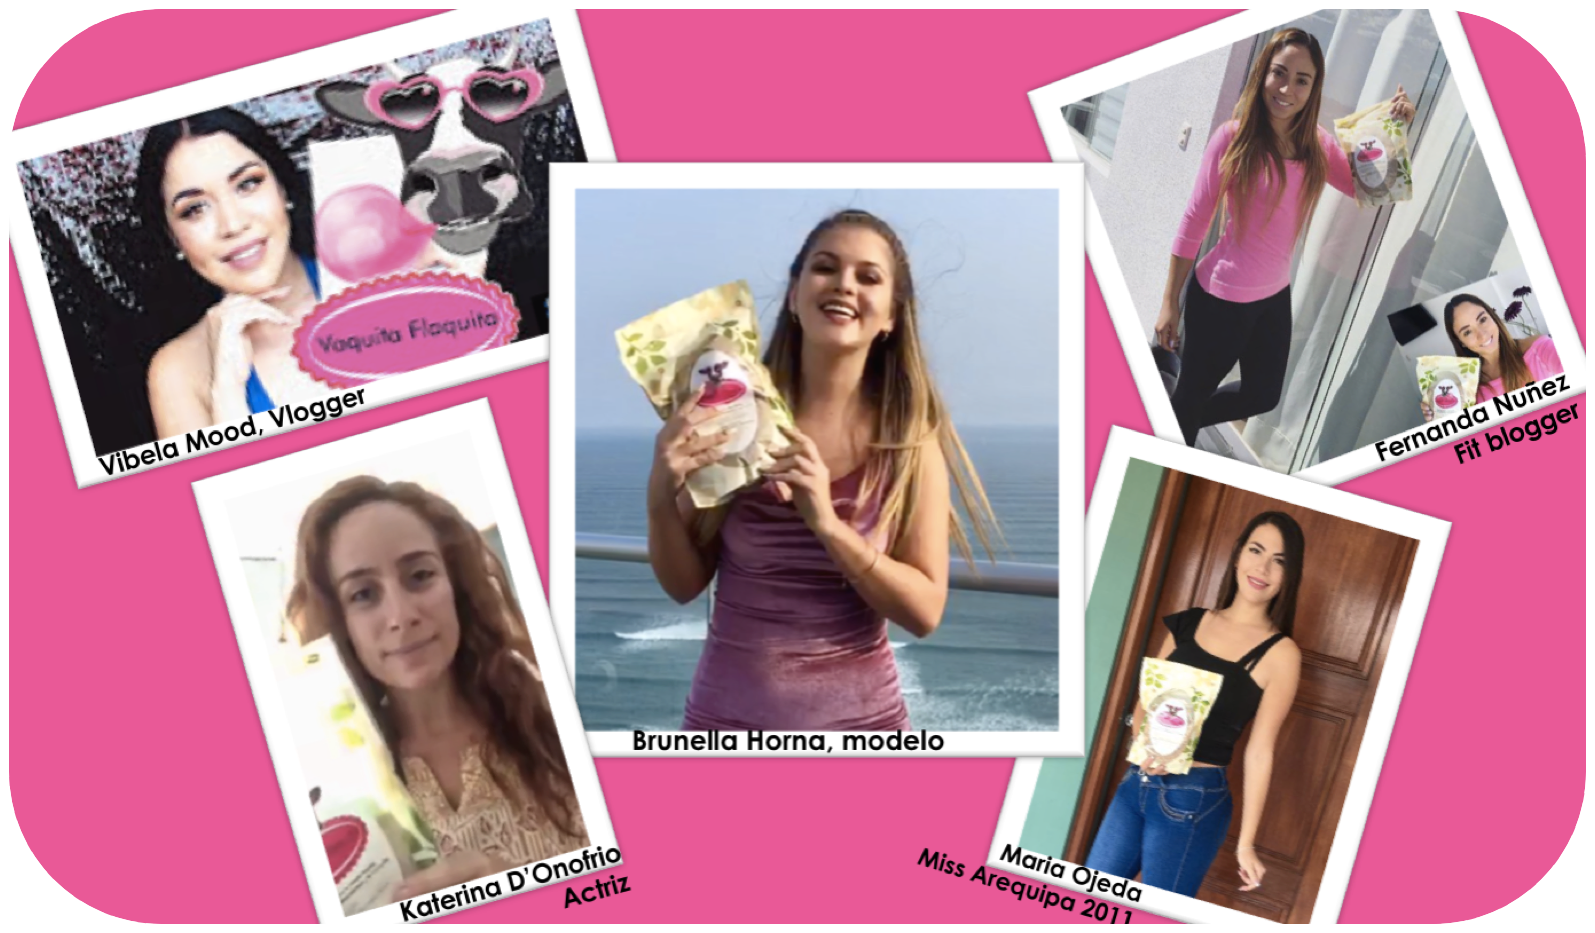 Vaquita Flaquita
Vibela Mood, Vlogger
Fernanda Nuñez
Fit blogger
Brunella Horna, modelo
Katerina D'Onofrio
Actriz
Maria Ojeda
Miss Arequipa 2011